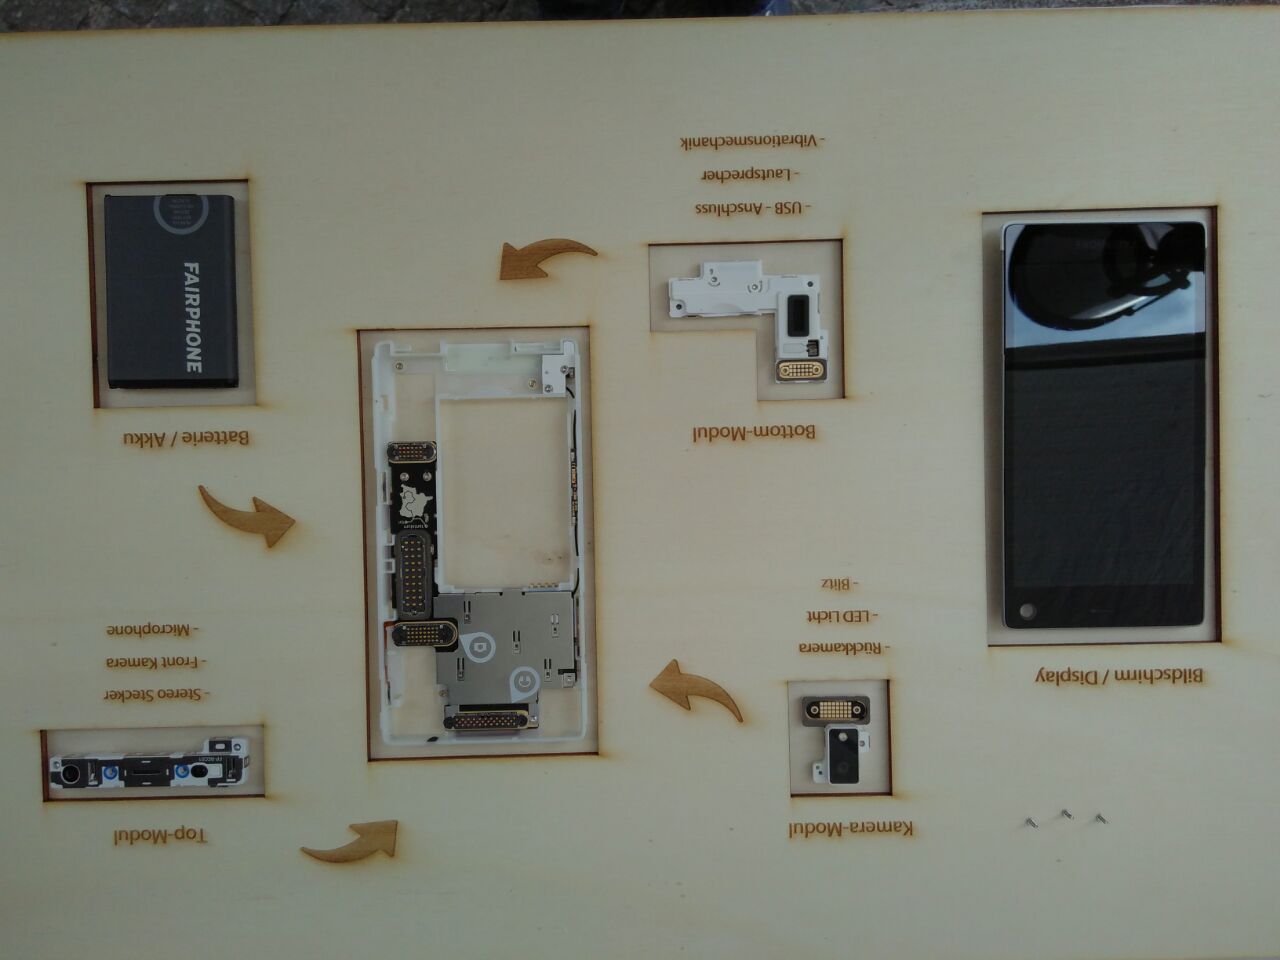 Kamera-Modul
- Rückkamera
- LED Licht
- Blitz
Top-Modul
- Stereo Stecker
- Front Kamera
- Microphone
Bildschirm / Display
Bottom-Modul
- USB - Anschluss
- Lautsprecher
- Vibrationsmechanik
Batterie / Akku
FAIRPHONE